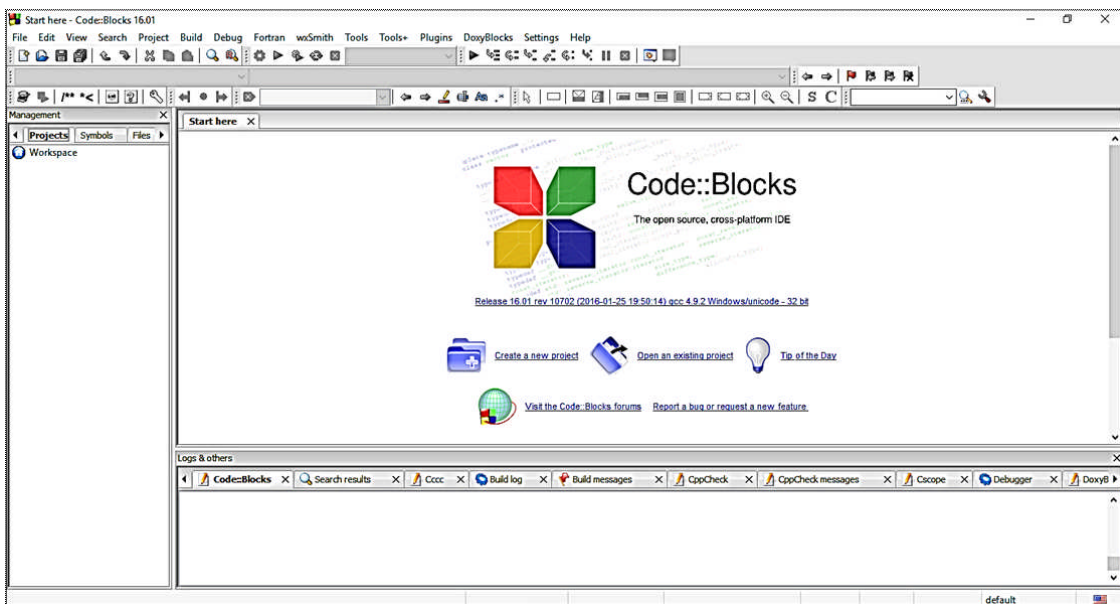 Start here - Code::Blocks 16.01
File Edit View Search Project Build Debug Fortran wxSmith Tools Tools+ Plugins DoxyBlocks Settings Help
/** *< S C
Management
Start here
Projects Symbols Files
Workspace
Code::Blocks
The open source, cross-platform IDE
Release 16.01 rev 10702 (2016-01-25 19:50:14) gcc 4.9.2 Windows/unicode - 32 bit
Create a new project Open an existing project Tip of the Day
Visit the Code::Blocks forums Report a bug or request a new feature
Logs & others
Code::Blocks Search results Cccc Build log Build messages CppCheck CppCheck messages Cscope Debugger DoxyB
default